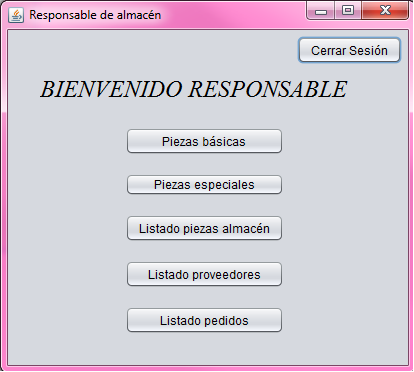 Responsable de almacén
Cerrar Sesión
BIENVENIDO RESPONSABLE
Piezas básicas
Piezas especiales
Listado piezas almacén
Listado proveedores
Listado pedidos